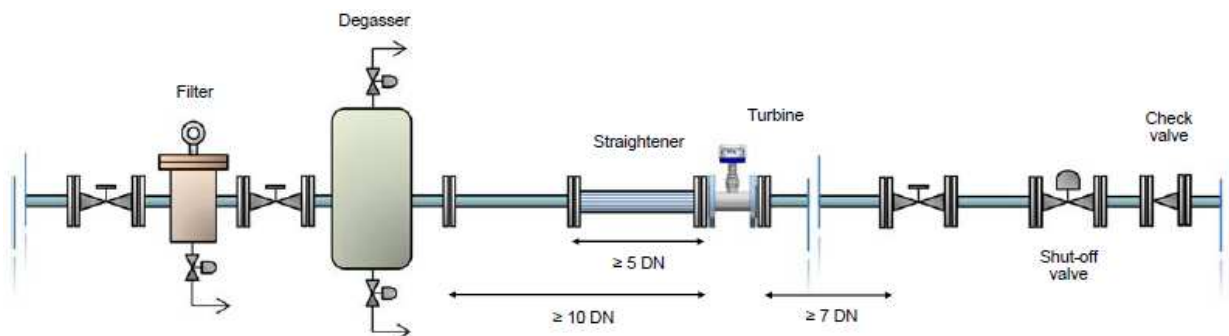 Degasser
Filter
Straightener
Turbine
Check
valve
≥ 5 DN
≥ 10 DN
≥ 7 DN
Shut-off
valve